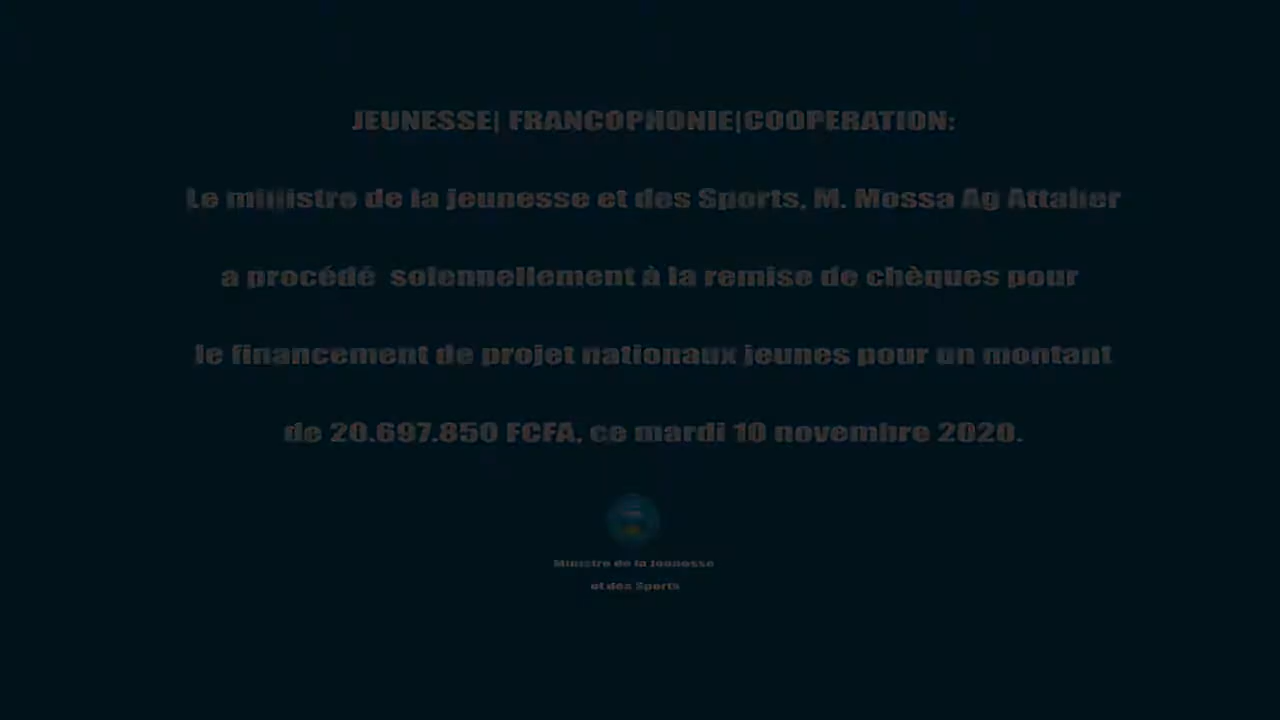 JEUNESSE| FRANCOPHONIE|COOPERATION:
Le ministre de la jeunesse et des Sports, M. Mossa Ag Attaher
a procédé solennellement à la remise de chèques pour
le financement de projet nationaux jeunes pour un montant
de 20.697.850 FCFA, ce mardi 10 novembre 2020.
Ministre de la Jeunesse
et des Sports